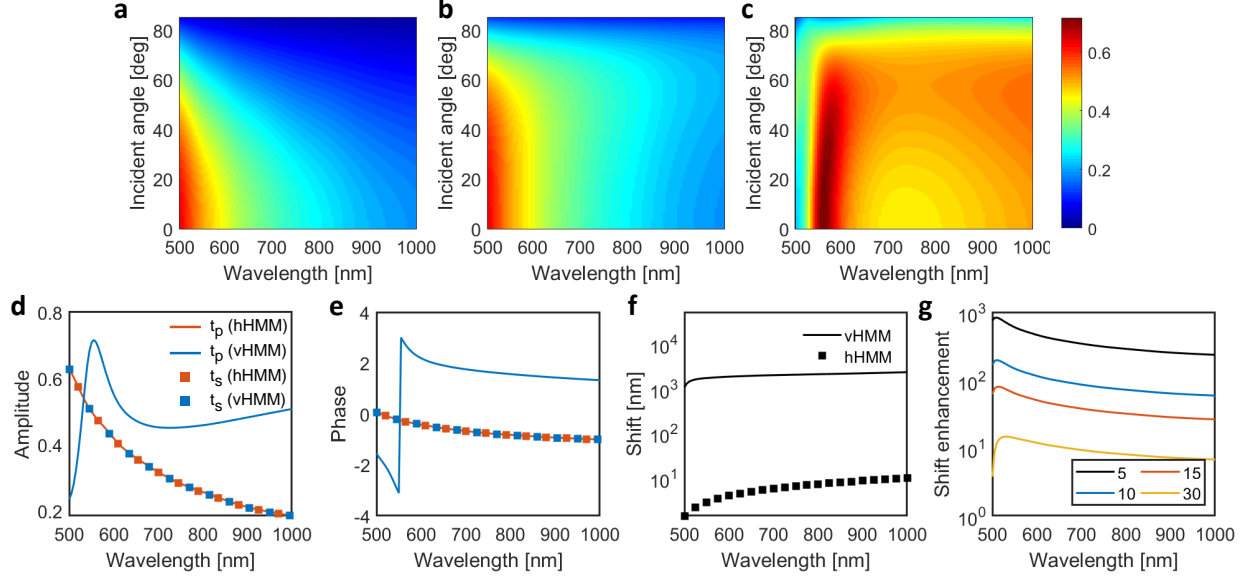 a
b
c
Incident angle [deg]
80
60
40
20
0
500 600 700 800 900 1000
Wavelength [nm]
Incident angle [deg]
80
60
40
20
0
500 600 700 800 900 1000
Wavelength [nm]
Incident angle [deg]
80
60
40
20
0
500 600 700 800 900 1000
Wavelength [nm]
0.6
0.4
0.2
0
d
Amplitude
0.8
0.6
0.4
0.2
t_p (hHMM)
t_p (vHMM)
t_s (hHMM)
t_s (vHMM)
500 600 700 800 900 1000
Wavelength [nm]
e
Phase
4
2
0
-2
-4
500 600 700 800 900 1000
Wavelength [nm]
f
Shift [nm]
10^4
10^3
10^2
10^1
vHMM
hHMM
500 600 700 800 900 1000
Wavelength [nm]
g
Shift enhancement
10^3
10^2
10^1
10^0
5 15
10 30
500 600 700 800 900 1000
Wavelength [nm]